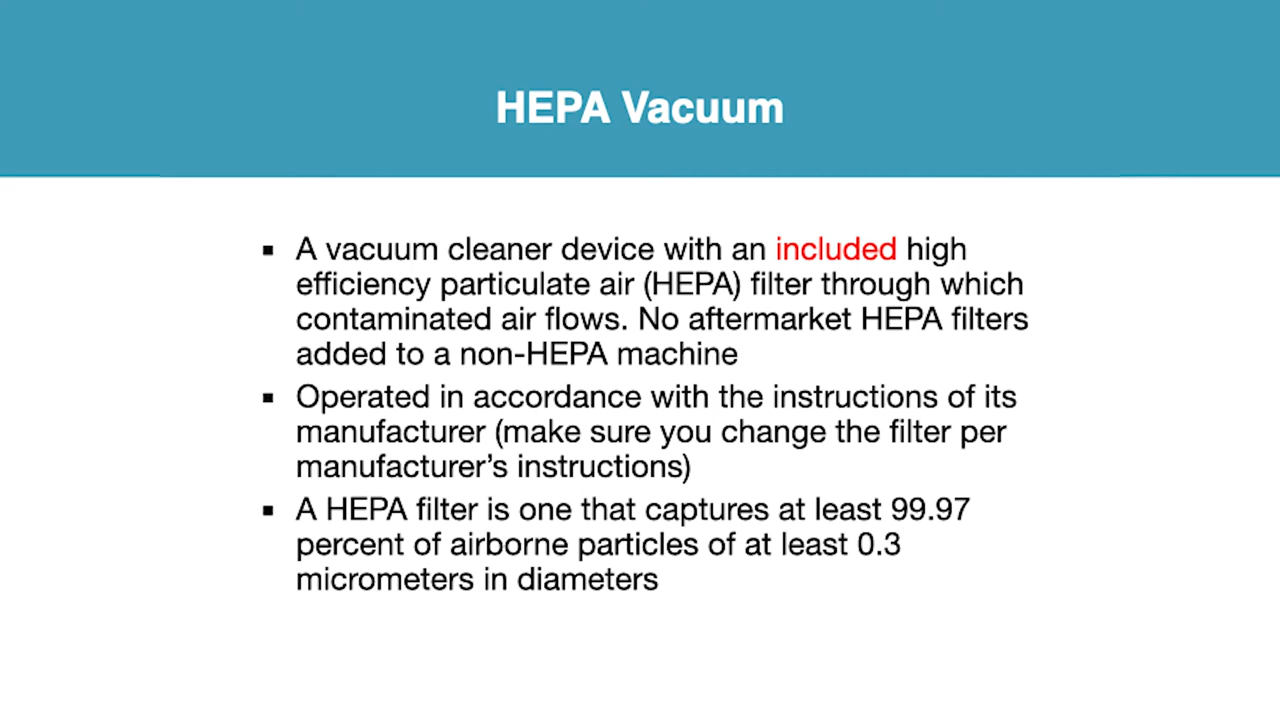 HEPA Vacuum
▪ A vacuum cleaner device with an included high
efficiency particulate air (HEPA) filter through which
contaminated air flows. No aftermarket HEPA filters
added to a non-HEPA machine
▪ Operated in accordance with the instructions of its
manufacturer (make sure you change the filter per
manufacturer’s instructions)
▪ A HEPA filter is one that captures at least 99.97
percent of airborne particles of at least 0.3
micrometers in diameters